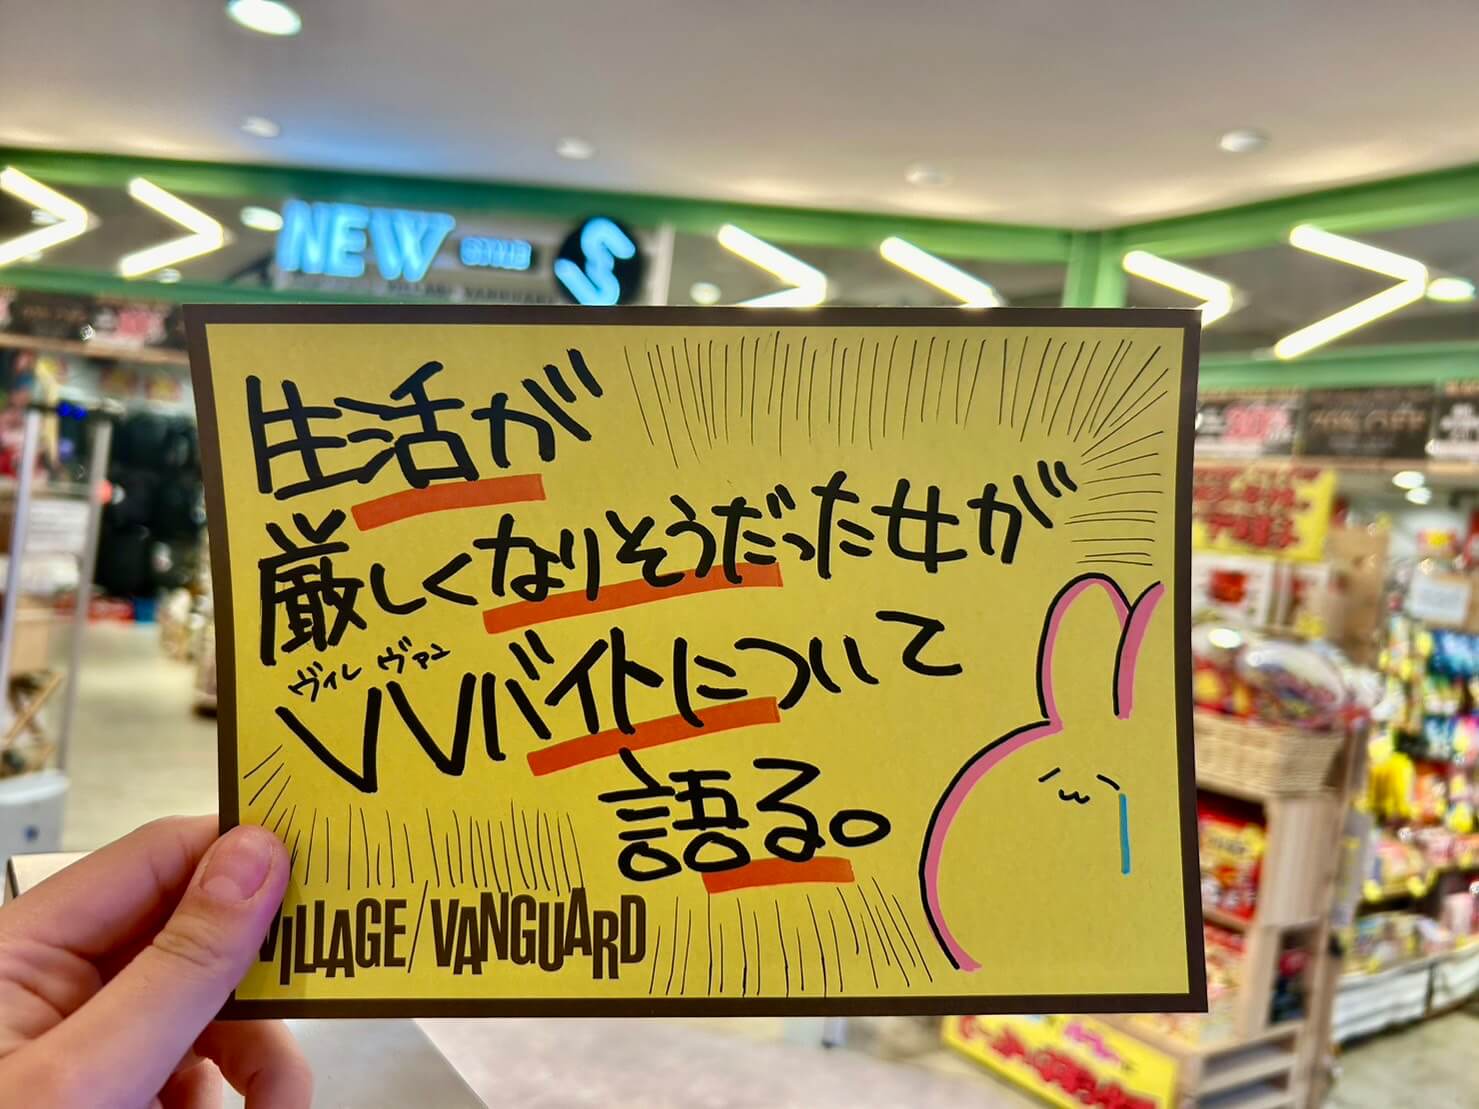 NEW
STYLE
生活が
厳しくなりそうだった女が
ヴィレ ヴァン
VVバイトについて
語る。
VILLAGE/VANGUARD